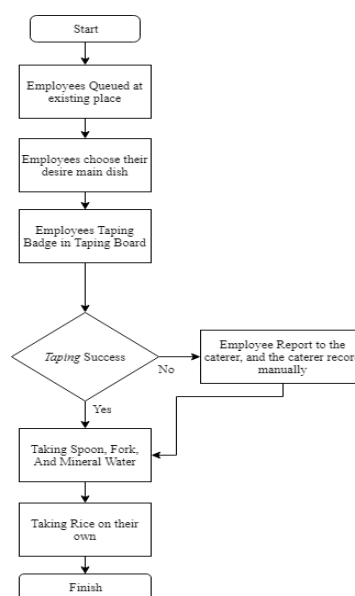 Start
Employees Queued at
existing place
Employees choose their
desire main dish
Employees Taping
Badge in Taping Board
Taping Success
No
Employee Report to the
caterer, and the caterer record
manually
Yes
Taking Spoon, Fork,
And Mineral Water
Taking Rice on their
own
Finish